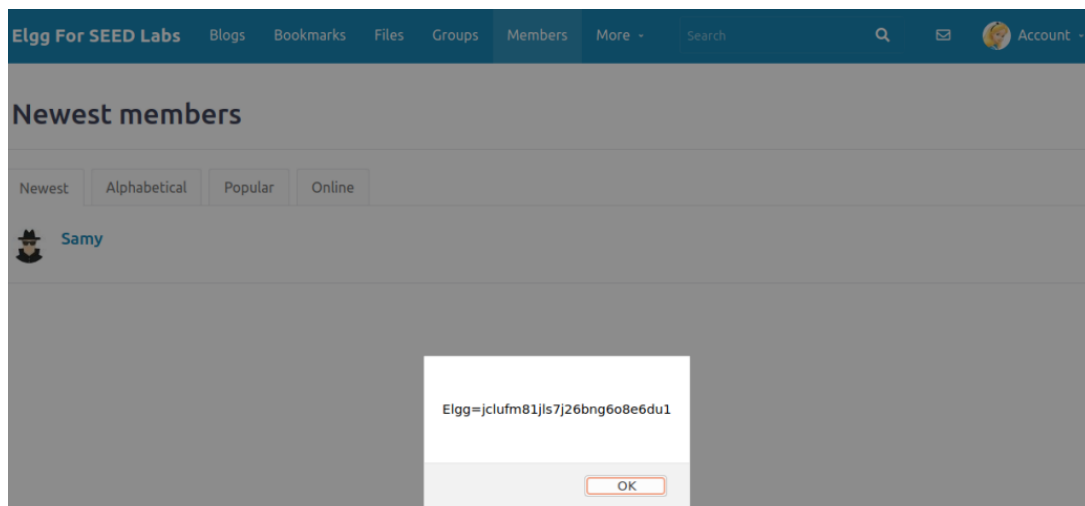 Elgg For SEED Labs Blogs Bookmarks Files Groups Members More Search Account
Newest members
Newest Alphabetical Popular Online
Samy
Elgg=jclufm81jls7j26bng6o8e6du1
OK